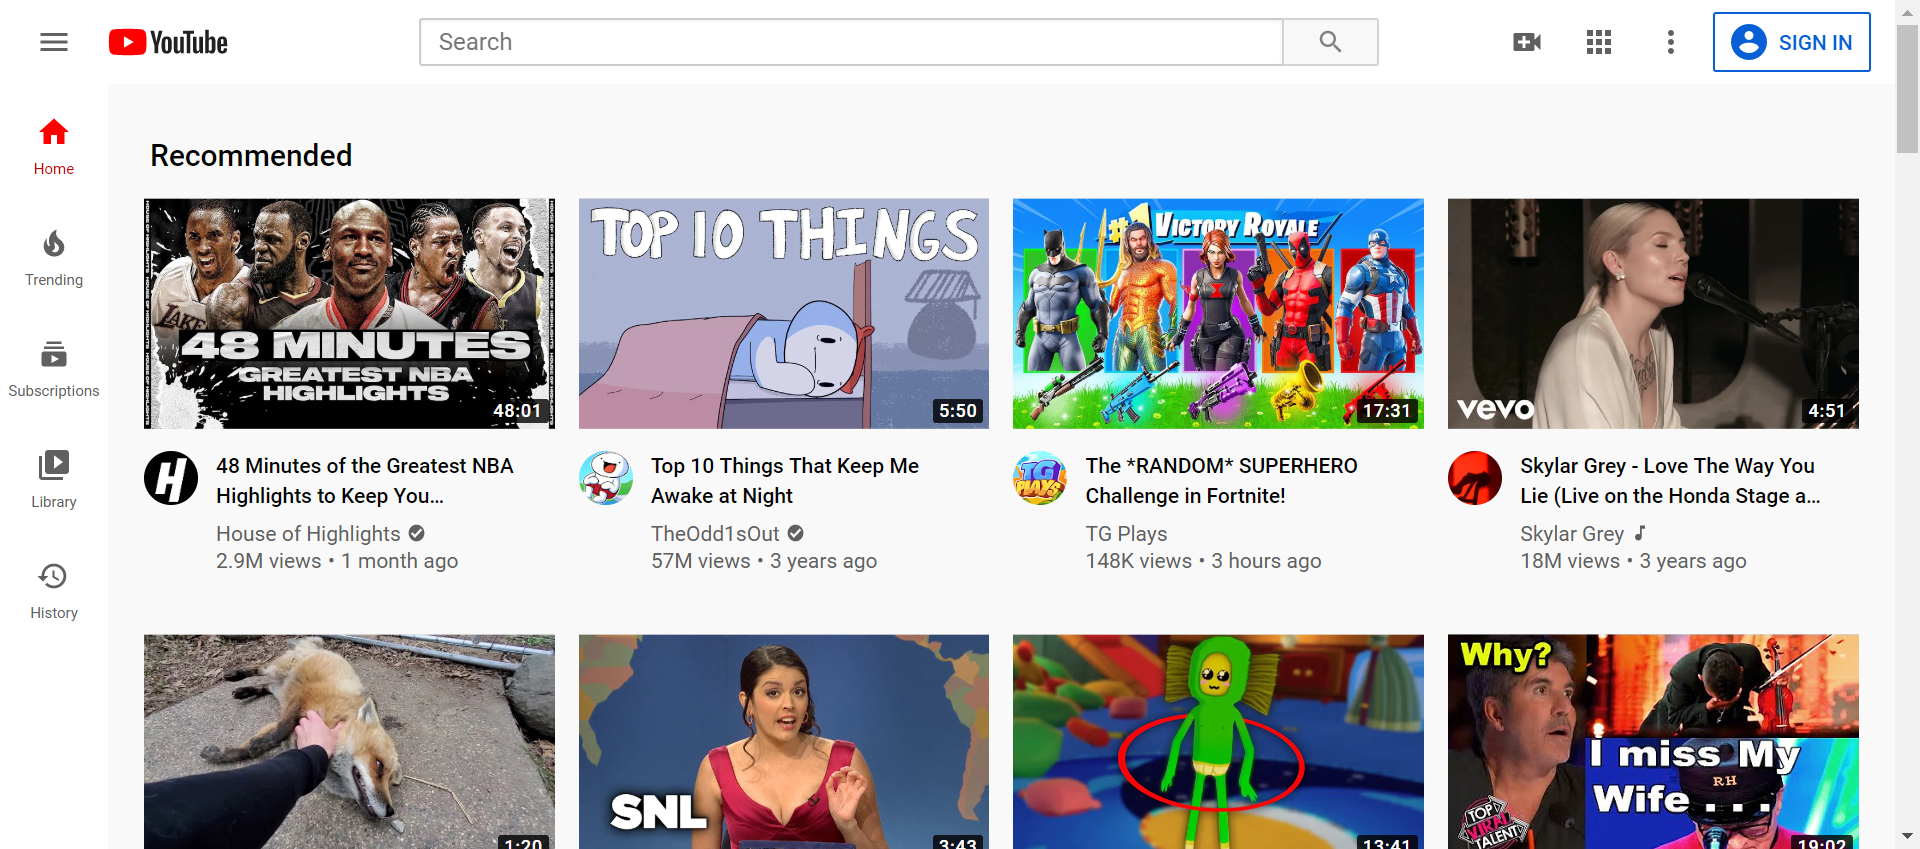 YouTube
Search
SIGN IN
Home
Trending
Subscriptions
Library
History
Recommended
LAKE
48 MINUTES
GREATEST NBA
HIGHLIGHTS
48:01
TOP 10 THINGS
5:50
#1 VICTORY ROYALE
17:31
vevo
4:51
H
48 Minutes of the Greatest NBA
Highlights to Keep You...
House of Highlights
2.9M views • 1 month ago
Top 10 Things That Keep Me
Awake at Night
TheOdd1sOut
57M views • 3 years ago
TG
PLAYS
The *RANDOM* SUPERHERO
Challenge in Fortnite!
TG Plays
148K views • 3 hours ago
Skylar Grey - Love The Way You
Lie (Live on the Honda Stage a...
Skylar Grey
18M views • 3 years ago
1:20
SNL
3:43
13:41
Why?
I miss My
Wife . . .
RH
TOP
VIRAL
TALENT
19:02